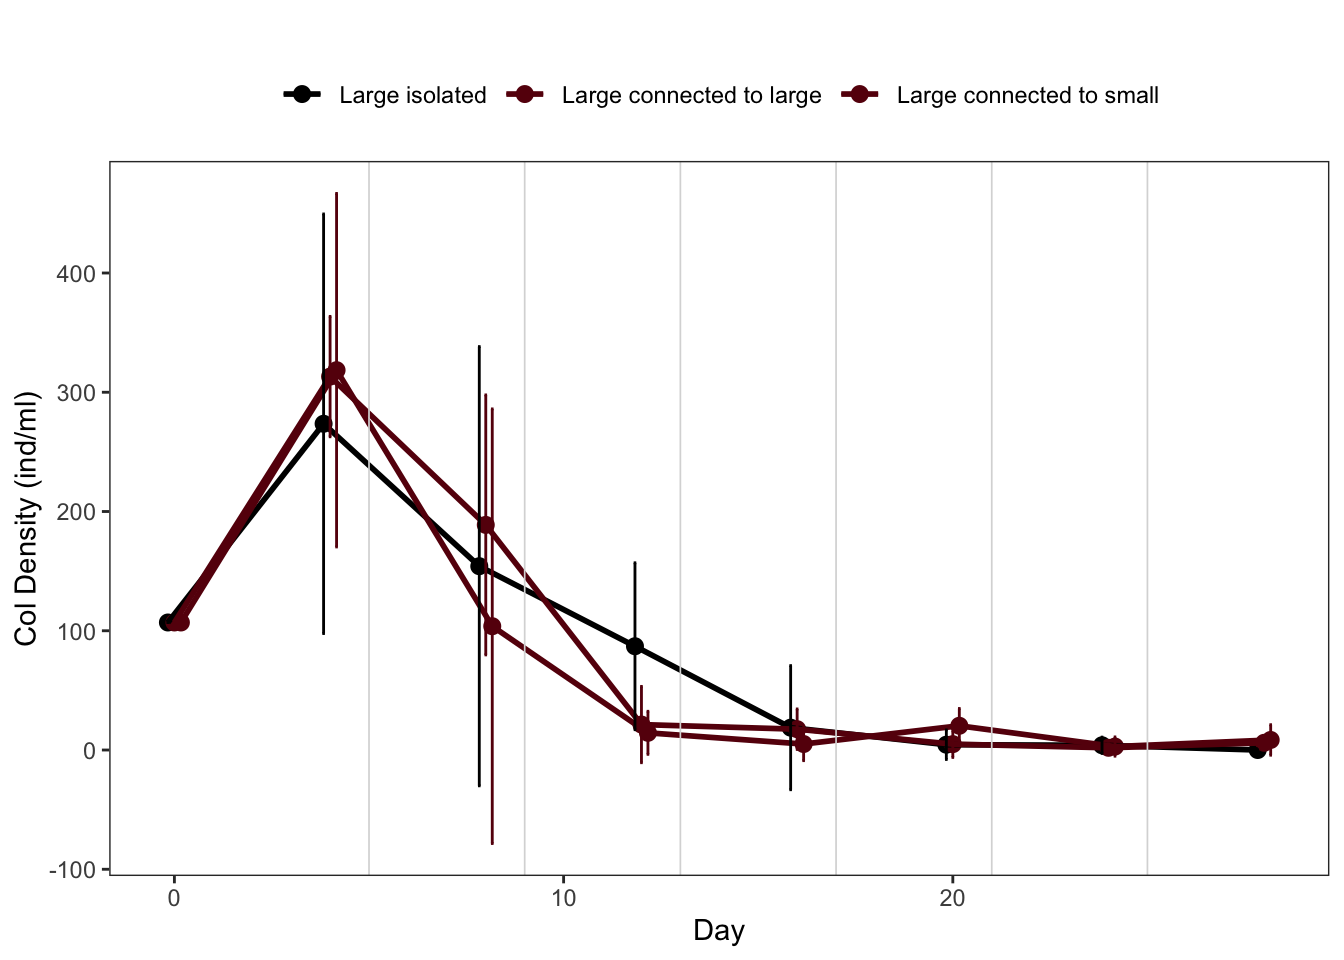 Large isolated Large connected to large Large connected to small
400
300
200
100
0
-100
Col Density (ind/ml)
0 10 20
Day